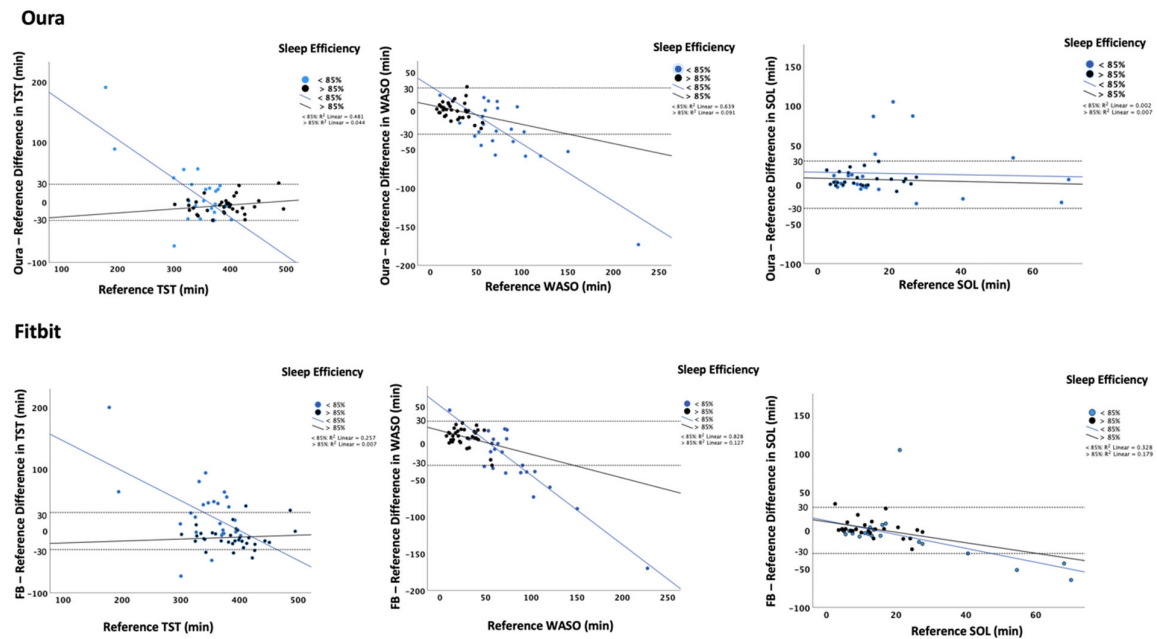 Oura
Sleep Efficiency
< 85%
> 85%
< 85%
> 85%
< 85%: R² Linear = 0.481
> 85%: R² Linear = 0.044
Oura – Reference Difference in TST (min)
200
100
30
0
-30
-100
100 200 300 400 500
Reference TST (min)
Sleep Efficiency
< 85%
> 85%
< 85%
> 85%
< 85%: R² Linear = 0.639
> 85%: R² Linear = 0.091
Oura – Reference Difference in WASO (min)
50
30
0
-30
-100
-150
-200
0 50 100 150 200 250
Reference WASO (min)
Sleep Efficiency
< 85%
> 85%
< 85%
> 85%
< 85%: R² Linear = 0.002
> 85%: R² Linear = 0.007
Oura – Reference Difference in SOL (min)
150
100
50
30
0
-30
-100
0 20 40 60
Reference SOL (min)
Fitbit
Sleep Efficiency
< 85%
> 85%
< 85%
> 85%
< 85%: R² Linear = 0.257
> 85%: R² Linear = 0.007
FB – Reference Difference in TST (min)
200
100
30
0
-30
-100
100 200 300 400 500
Reference TST (min)
Sleep Efficiency
< 85%
> 85%
< 85%
> 85%
< 85%: R² Linear = 0.828
> 85%: R² Linear = 0.127
FB – Reference Difference in WASO (min)
50
30
0
-30
-100
-150
-200
0 50 100 150 200 250
Reference WASO (min)
Sleep Efficiency
< 85%
> 85%
< 85%
> 85%
< 85%: R² Linear = 0.328
> 85%: R² Linear = 0.179
FB – Reference Difference in SOL (min)
150
100
50
30
0
-30
-100
0 20 40 60
Reference SOL (min)